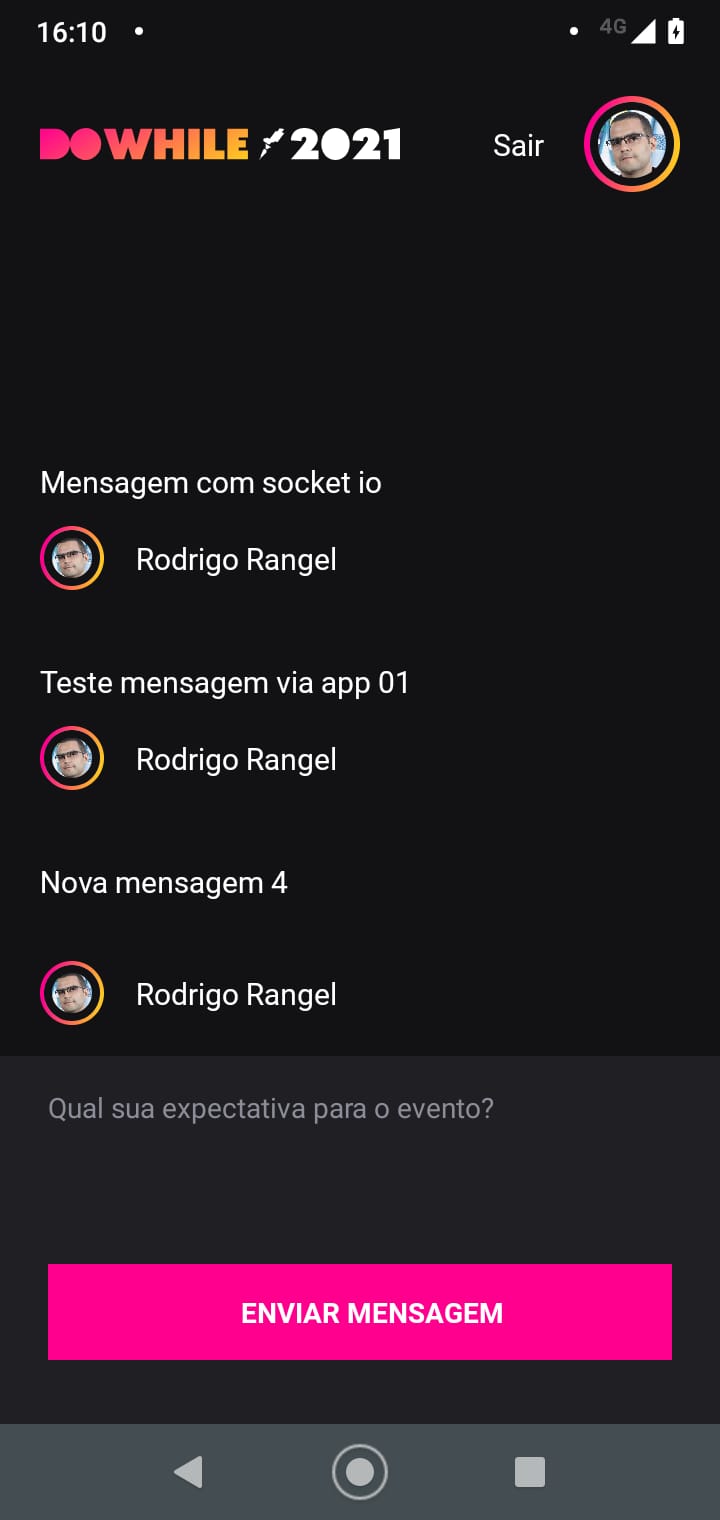 16:10
4G
DOWHILE 2021
Sair
Mensagem com socket io
Rodrigo Rangel
Teste mensagem via app 01
Rodrigo Rangel
Nova mensagem 4
Rodrigo Rangel
Qual sua expectativa para o evento?
ENVIAR MENSAGEM